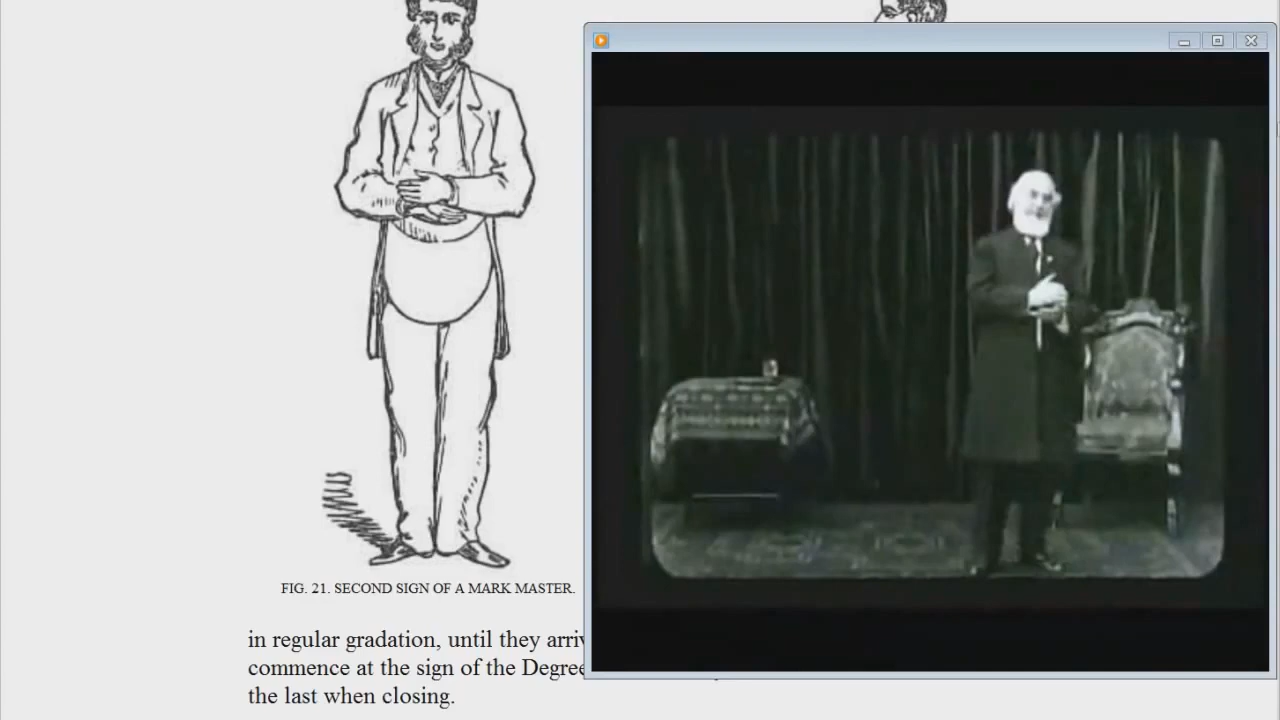 FIG. 21. SECOND SIGN OF A MARK MASTER.
in regular gradation, until they
commence at the sign of the Degree
the last when closing.